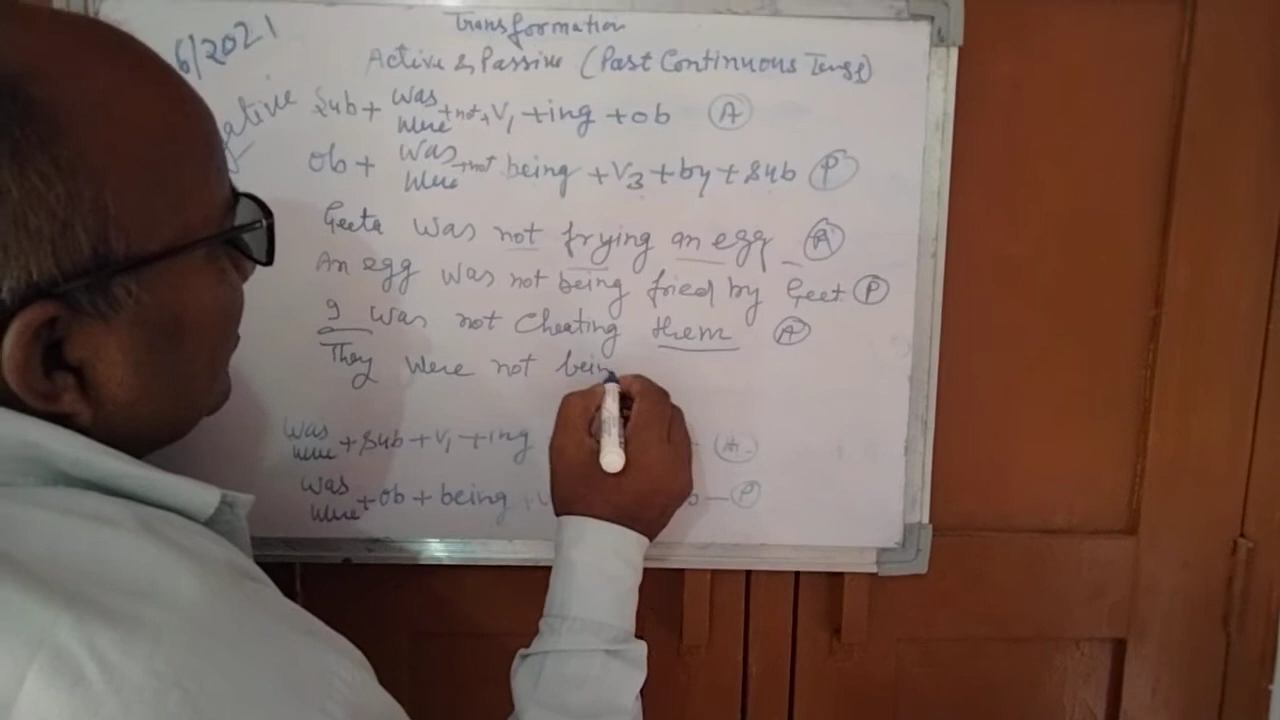 6/2021
Transformation
Active & Passive (Past Continuous Tense)
Sub + was were + not + V1 + ing + ob (A)
ob + was were + not being + V3 + by + Sub (P)
Geeta was not frying an egg (A)
An egg was not being fried by Geet (P)
I was not Cheating them (A)
They were not bein
was were + Sub + V1 + ing (A)
was were + ob + being (P)